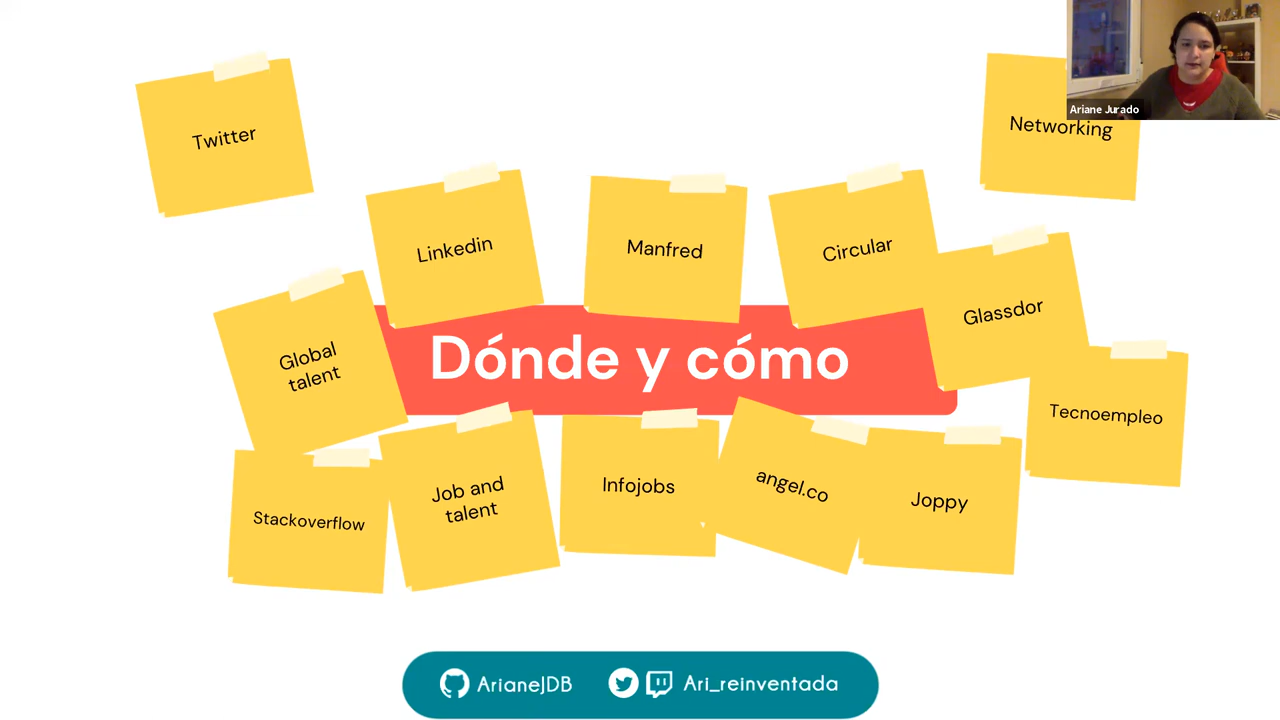 Ariane Jurado
Twitter
Networking
Linkedin
Manfred
Circular
Glassdor
Global
talent
Dónde y cómo
Tecnoempleo
Stackoverflow
Job and
talent
Infojobs
angel.co
Joppy
ArianeJDB
Ari_reinventada